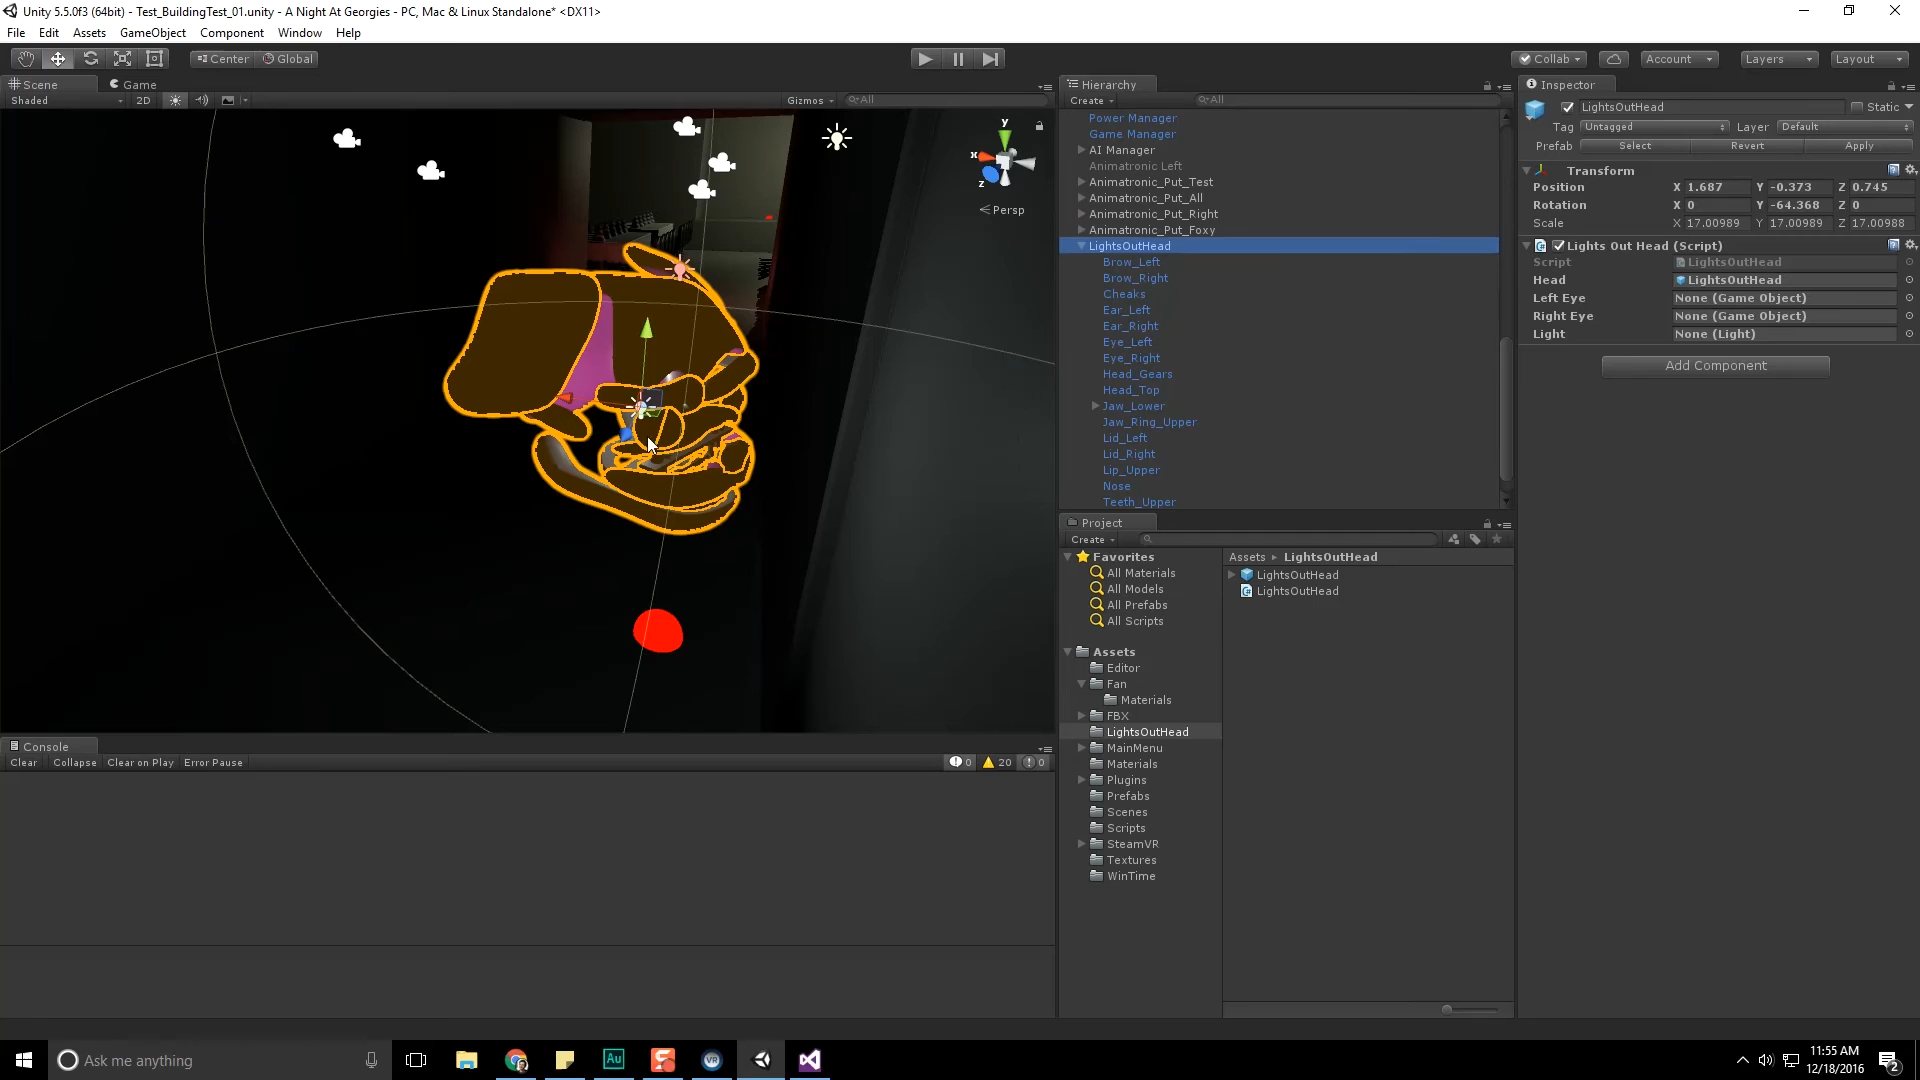 Unity 5.5.0f3 (64bit) - Test_BuildingTest_01.unity - A Night At Georgies - PC, Mac & Linux Standalone* <DX11>
File Edit Assets GameObject Component Window Help
Center Global Collab Account Layers Layout
Scene Game
Shaded 2D Gizmos All
y
x
z
Persp
Console
Clear Collapse Clear on Play Error Pause 0 20 0
Hierarchy
Create All
Power Manager
Game Manager
AI Manager
Animatronic Left
Animatronic_Put_Test
Animatronic_Put_All
Animatronic_Put_Right
Animatronic_Put_Foxy
LightsOutHead
Brow_Left
Brow_Right
Cheaks
Ear_Left
Ear_Right
Eye_Left
Eye_Right
Head_Gears
Head_Top
Jaw_Lower
Jaw_Ring_Upper
Lid_Left
Lid_Right
Lip_Upper
Nose
Teeth_Upper
Project
Create
Favorites
All Materials
All Models
All Prefabs
All Scripts
Assets
Editor
Fan
Materials
FBX
LightsOutHead
MainMenu
Materials
Plugins
Prefabs
Scenes
Scripts
SteamVR
Textures
WinTime
Assets LightsOutHead
LightsOutHead
LightsOutHead
Inspector
LightsOutHead Static
Tag Untagged Layer Default
Prefab Select Revert Apply
Transform
Position X 1.687 Y -0.373 Z 0.745
Rotation X 0 Y -64.368 Z 0
Scale X 17.00989 Y 17.00989 Z 17.00988
Lights Out Head (Script)
Script LightsOutHead
Head LightsOutHead
Left Eye None (Game Object)
Right Eye None (Game Object)
Light None (Light)
Add Component
Ask me anything
Au
VR
11:55 AM
12/18/2016
2